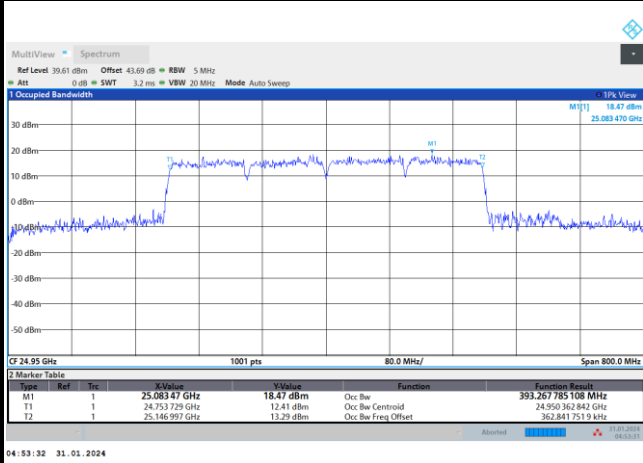 MultiView Spectrum
Ref Level 39.61 dBm Offset 43.69 dB RBW 5 MHz
Att 0 dB SWT 3.2 ms VBW 20 MHz Mode Auto Sweep
1 Occupied Bandwidth 1Pk View
M1[1] 18.47 dBm
25.083 470 GHz
30 dBm
20 dBm
M1
T1 T2
10 dBm
0 dBm
-10 dBm
-20 dBm
-30 dBm
-40 dBm
-50 dBm
CF 24.95 GHz 1001 pts 80.0 MHz/ Span 800.0 MHz
2 Marker Table
Type Ref Trc X-Value Y-Value Function Function Result
M1 1 25.083 47 GHz 18.47 dBm Occ Bw 393.267 785 108 MHz
T1 1 24.753 729 GHz 12.41 dBm Occ Bw Centroid 24.950 362 842 GHz
T2 1 25.146 997 GHz 13.29 dBm Occ Bw Freq Offset 362.841 751 9 kHz
Aborted 31.01.2024
04:53:31
04:53:32 31.01.2024